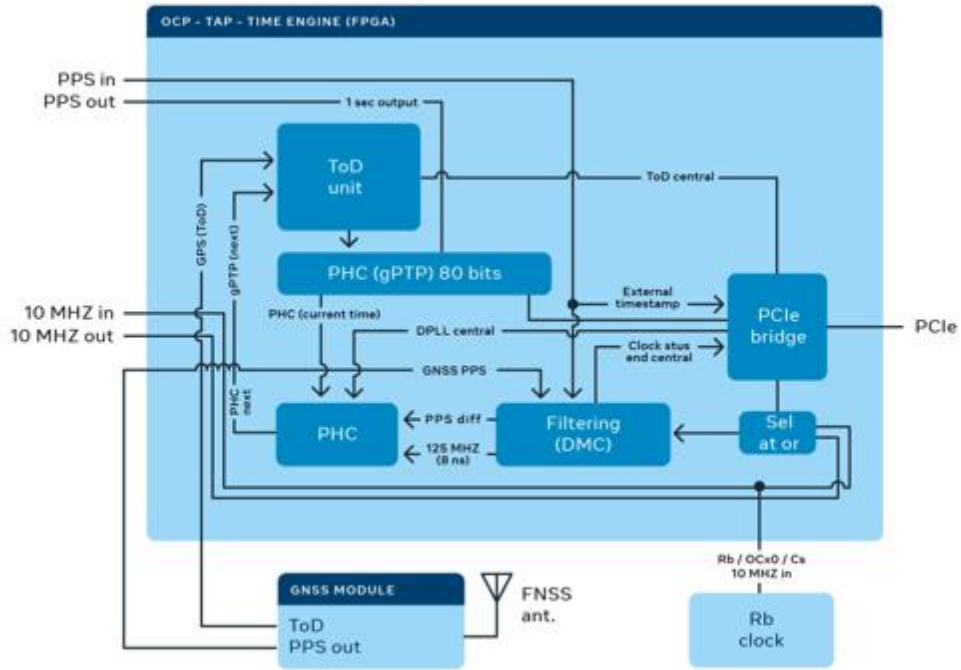 OCP - TAP - TIME ENGINE (FPGA)
PPS in
PPS out
1 sec output
ToD
unit
ToD central
GPS (ToD)
gPTP (next)
PHC (gPTP) 80 bits
External
timestamp
PHC (current time)
10 MHZ in
10 MHZ out
DPLL central
PCIe
bridge
PCIe
Clock stus
end central
GNSS PPS
PHC
next
PHC
PPS diff
125 MHZ
(8 ns)
Filtering
(DMC)
Sel
at or
Rb / OCx0 / Cs
10 MHZ in
GNSS MODULE
ToD
PPS out
FNSS
ant.
Rb
clock